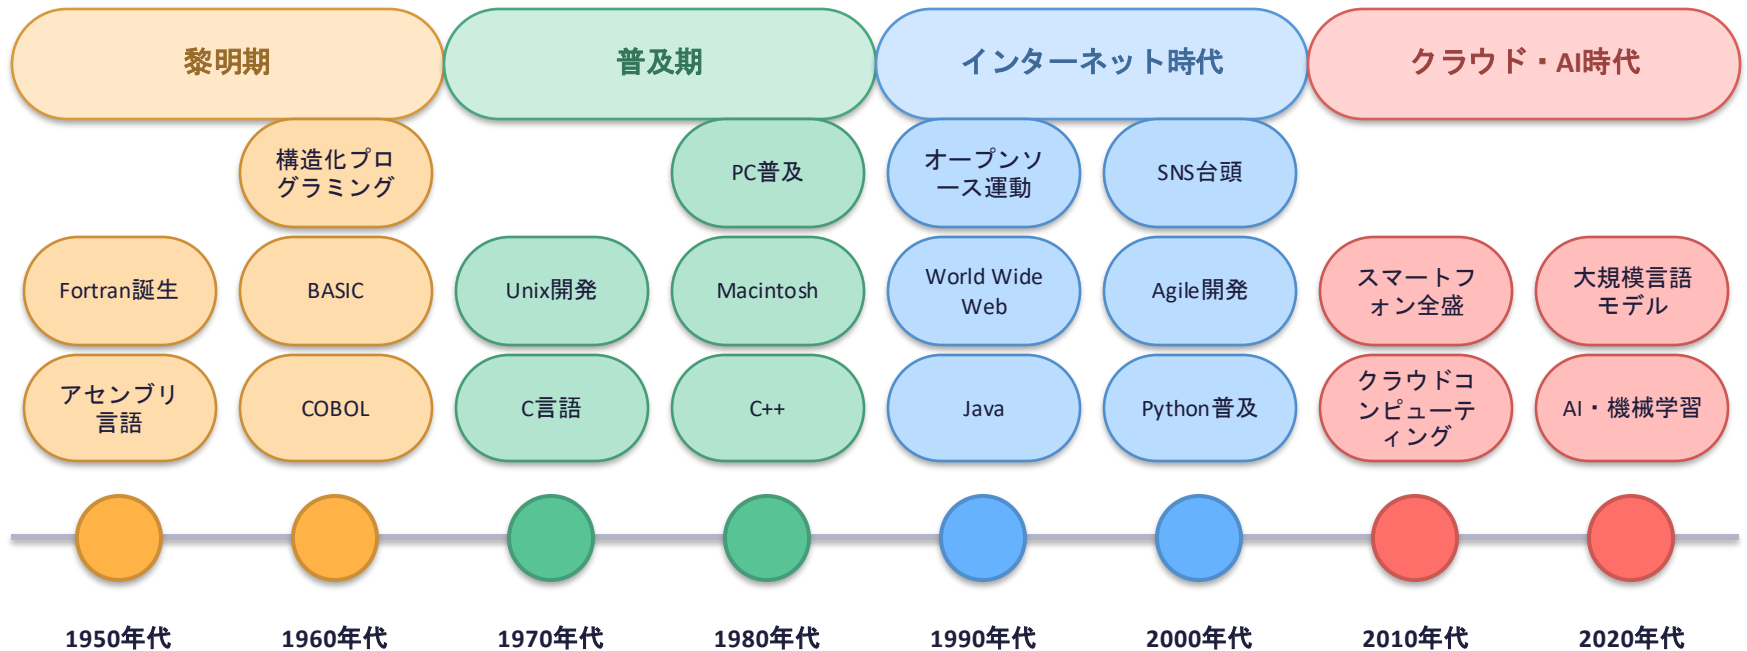 黎明期
普及期
インターネット時代
クラウド・AI時代
構造化プロ
グラミング
PC普及
オープンソ
ース運動
SNS台頭
Fortran誕生
BASIC
Unix開発
Macintosh
World Wide
Web
Agile開発
スマートフ
ォン全盛
大規模言語
モデル
アセンブリ
言語
COBOL
C言語
C++
Java
Python普及
クラウドコ
ンピューテ
ィング
AI・機械学習
1950年代
1960年代
1970年代
1980年代
1990年代
2000年代
2010年代
2020年代